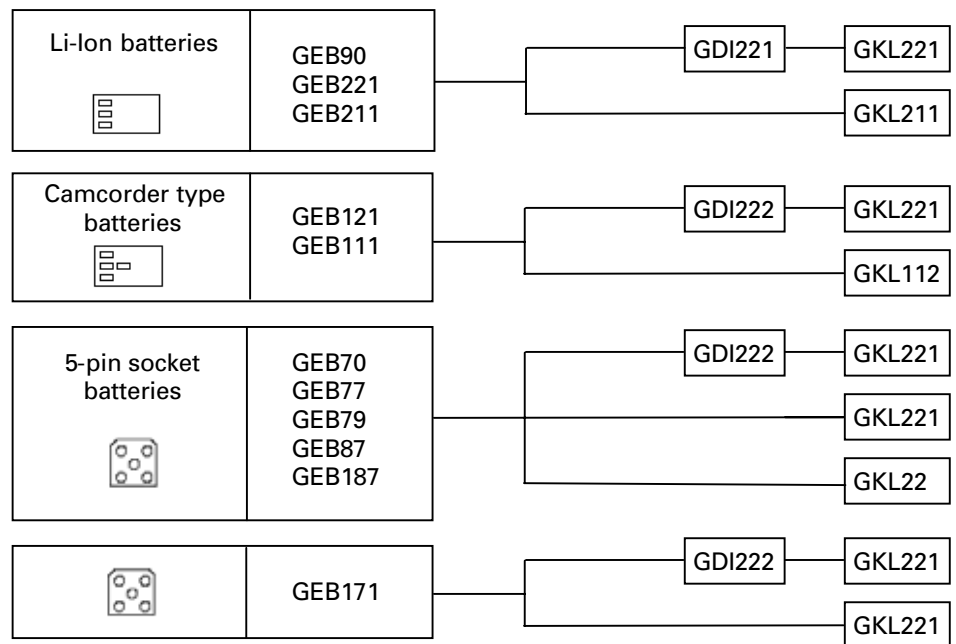 Li-Ion batteries
GEB90
GEB221
GEB211
GDI221
GKL221
GKL211
Camcorder type
batteries
GEB121
GEB111
GDI222
GKL221
GKL112
5-pin socket
batteries
GEB70
GEB77
GEB79
GEB87
GEB187
GDI222
GKL221
GKL221
GKL22
GEB171
GDI222
GKL221
GKL221